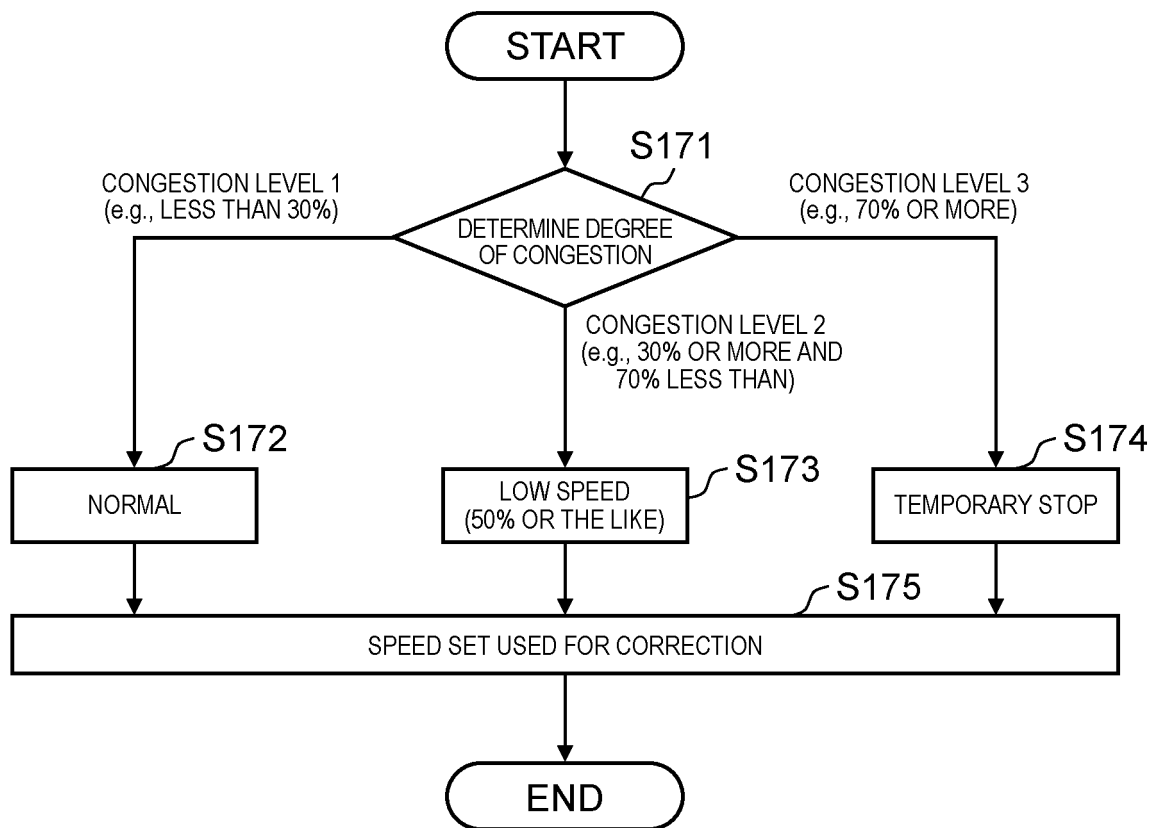 START
S171
CONGESTION LEVEL 1
(e.g., LESS THAN 30%)
DETERMINE DEGREE
OF CONGESTION
CONGESTION LEVEL 3
(e.g., 70% OR MORE)
CONGESTION LEVEL 2
(e.g., 30% OR MORE AND
70% LESS THAN)
S172
NORMAL
S173
LOW SPEED
(50% OR THE LIKE)
S174
TEMPORARY STOP
S175
SPEED SET USED FOR CORRECTION
END